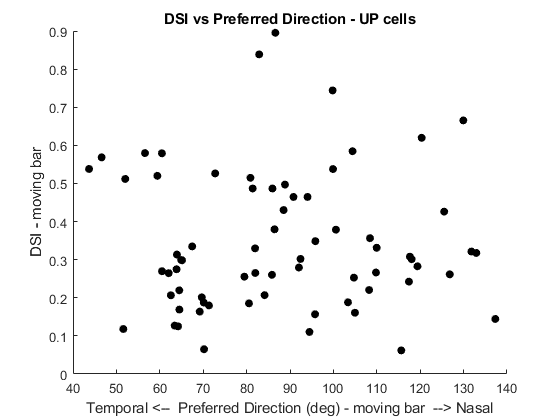 DSI vs Preferred Direction - UP cells
0.9
0.8
0.7
0.6
0.5
0.4
0.3
0.2
0.1
0
DSI - moving bar
40 50 60 70 80 90 100 110 120 130 140
Temporal <-- Preferred Direction (deg) - moving bar --> Nasal